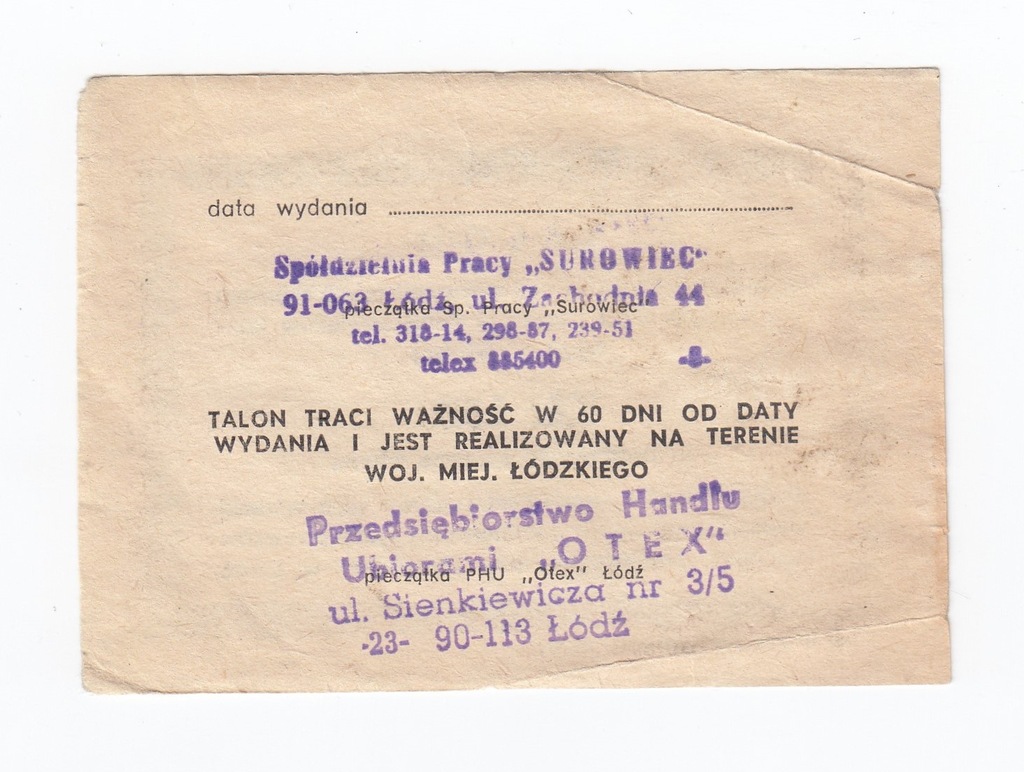 data wydania ................................
Spółdzielnia Pracy „SUROWIEC"
91-063 Łódź, ul. Zachodnia 44
pieczątka Sp. Pracy „Surowiec"
tel. 318-14, 298-87, 239-51
telex 885400 -8-
TALON TRACI WAŻNOŚĆ W 60 DNI OD DATY
WYDANIA I JEST REALIZOWANY NA TERENIE
WOJ. MIEJ. ŁÓDZKIEGO
Przedsiębiorstwo Handlu
Ubiorami „OTEX"
pieczątka PHU „Otex" Łódź
ul. Sienkiewicza nr 3/5
-23- 90-113 Łódź